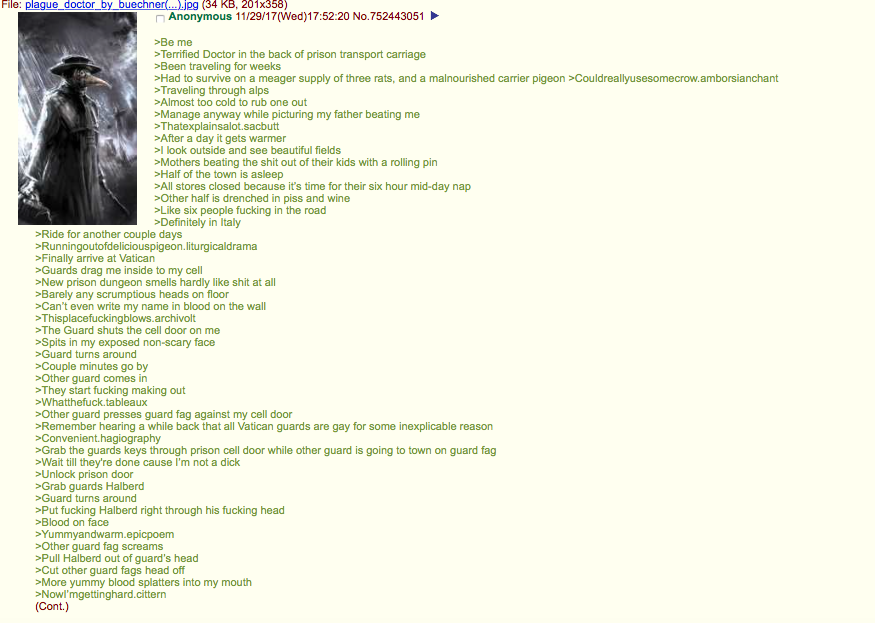 File: plague_doctor_by_buechner(...).jpg (34 KB, 201x358)
Anonymous 11/29/17(Wed)17:52:20 No.752443051
>Be me
>Terrified Doctor in the back of prison transport carriage
>Been traveling for weeks
>Had to survive on a meager supply of three rats, and a malnourished carrier pigeon >Couldreallyusesomecrow.amborsianchant
>Traveling through alps
>Almost too cold to rub one out
>Manage anyway while picturing my father beating me
>Thatexplainsalot.sacbutt
>After a day it gets warmer
>I look outside and see beautiful fields
>Mothers beating the shit out of their kids with a rolling pin
>Half of the town is asleep
>All stores closed because it's time for their six hour mid-day nap
>Other half is drenched in piss and wine
>Like six people fucking in the road
>Definitely in Italy
>Ride for another couple days
>Runningoutofdeliciouspigeon.liturgicaldrama
>Finally arrive at Vatican
>Guards drag me inside to my cell
>New prison dungeon smells hardly like shit at all
>Barely any scrumptious heads on floor
>Can't even write my name in blood on the wall
>Thisplacefuckingblows.archivolt
>The Guard shuts the cell door on me
>Spits in my exposed non-scary face
>Guard turns around
>Couple minutes go by
>Other guard comes in
>They start fucking making out
>Whatthefuck.tableaux
>Other guard presses guard fag against my cell door
>Remember hearing a while back that all Vatican guards are gay for some inexplicable reason
>Convenient.hagiography
>Grab the guards keys through prison cell door while other guard is going to town on guard fag
>Wait till they're done cause I'm not a dick
>Unlock prison door
>Grab guards Halberd
>Guard turns around
>Put fucking Halberd right through his fucking head
>Blood on face
>Yummyandwarm.epicpoem
>Other guard fag screams
>Pull Halberd out of guard's head
>Cut other guard fags head off
>More yummy blood splatters into my mouth
>NowI'mgettinghard.cittern
(Cont.)